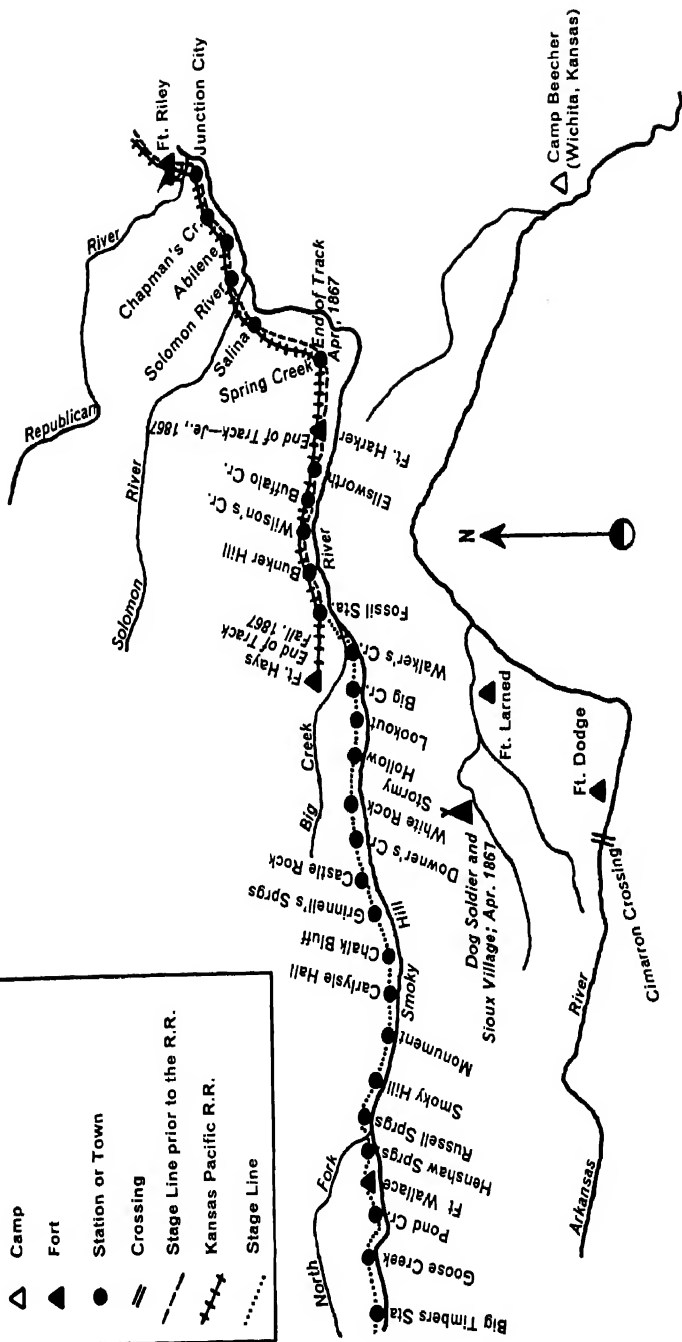 Camp
Fort
Station or Town
Crossing
Stage Line prior to the R.R.
Kansas Pacific R.R.
Stage Line
Ft. Riley
Junction City
Chapman's Cr.
Abilene
Solomon River
Salina
Spring Creek
End of Track
Apr. 1867
Republican
River
Solomon
River
End of Track—Je., 1867
Ft. Harker
Ellsworth
Buffalo Cr.
Wilson's Cr.
Bunker Hill
River
Fossil Sta.
End of Track
Fall, 1867
Ft. Hays
Walker's Cr.
Big Cr.
Lookout
Stormy Hollow
White Rock
Downer's Cr.
Big
Creek
Castle Rock
Grinnell's Sprgs
Chalk Bluff
Carlysle Hall
Hill
Smoky
Monument
Smoky Hill
Russell Sprgs
Henshaw Sprgs
Ft Wallace
Pond Cr.
Goose Creek
Big Timbers Sta
North
Fork
Camp Beecher
(Wichita, Kansas)
N
Ft. Larned
Ft. Dodge
Dog Soldier and
Sioux Village; Apr. 1867
Cimarron Crossing
River
Arkansas